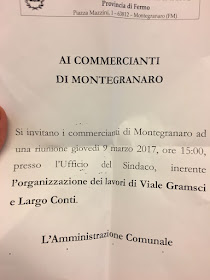 Provincia di Fermo
Piazza Mazzini, 1 - 63812 - Montegranaro (FM)
AI COMMERCIANTI
DI MONTEGRANARO
Si invitano i commercianti di Montegranaro ad
una riunione giovedì 9 marzo 2017, ore 15:00,
presso l'Ufficio del Sindaco, inerente
l'organizzazione dei lavori di Viale Gramsci e
Largo Conti.
L'Amministrazione Comunale